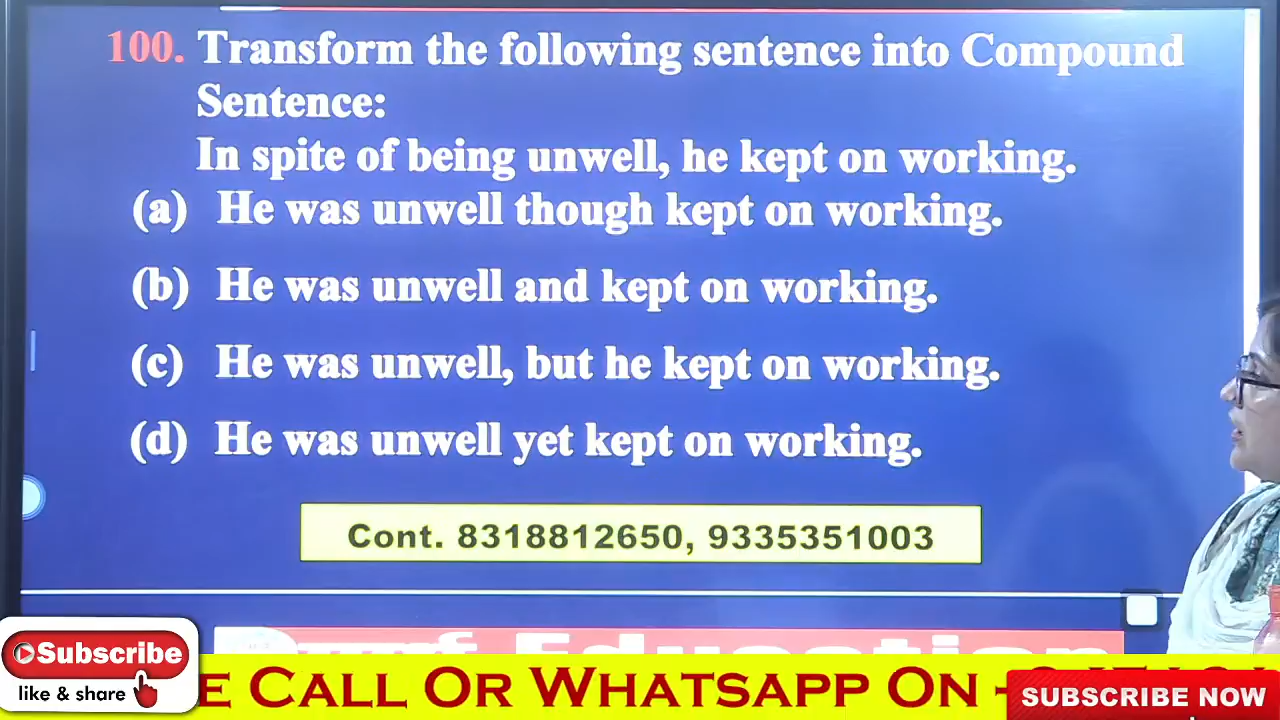 100. Transform the following sentence into Compound
Sentence:
In spite of being unwell, he kept on working.
(a) He was unwell though kept on working.
(b) He was unwell and kept on working.
(c) He was unwell, but he kept on working.
(d) He was unwell yet kept on working.
Cont. 8318812650, 9335351003
Education
Subscribe
like & share
E CALL OR WHATSAPP ON -
SUBSCRIBE NOW